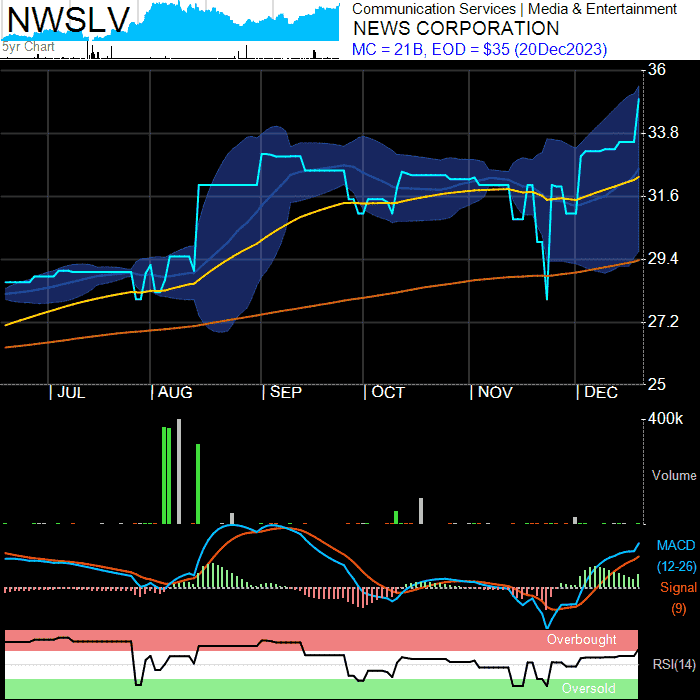 NWSLV
5yr Chart
Communication Services | Media & Entertainment
NEWS CORPORATION
MC = 21B, EOD = $35 (20Dec2023)
36
33.8
31.6
29.4
27.2
25
| JUL | AUG | SEP | OCT | NOV | DEC
400k
Volume
MACD
(12-26)
Signal
(9)
Overbought
RSI(14)
Oversold